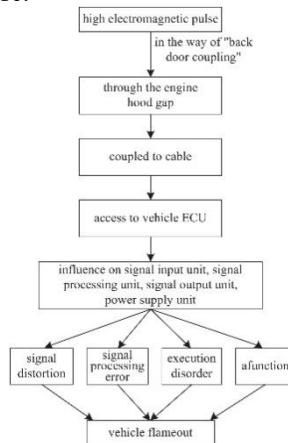 high electromagnetic pulse
in the way of "back
door coupling"
through the engine
hood gap
coupled to cable
access to vehicle ECU
influence on signal input unit, signal
processing unit, signal output unit,
power supply unit
signal
distortion
signal
processing
error
execution
disorder
afunction
vehicle flameout